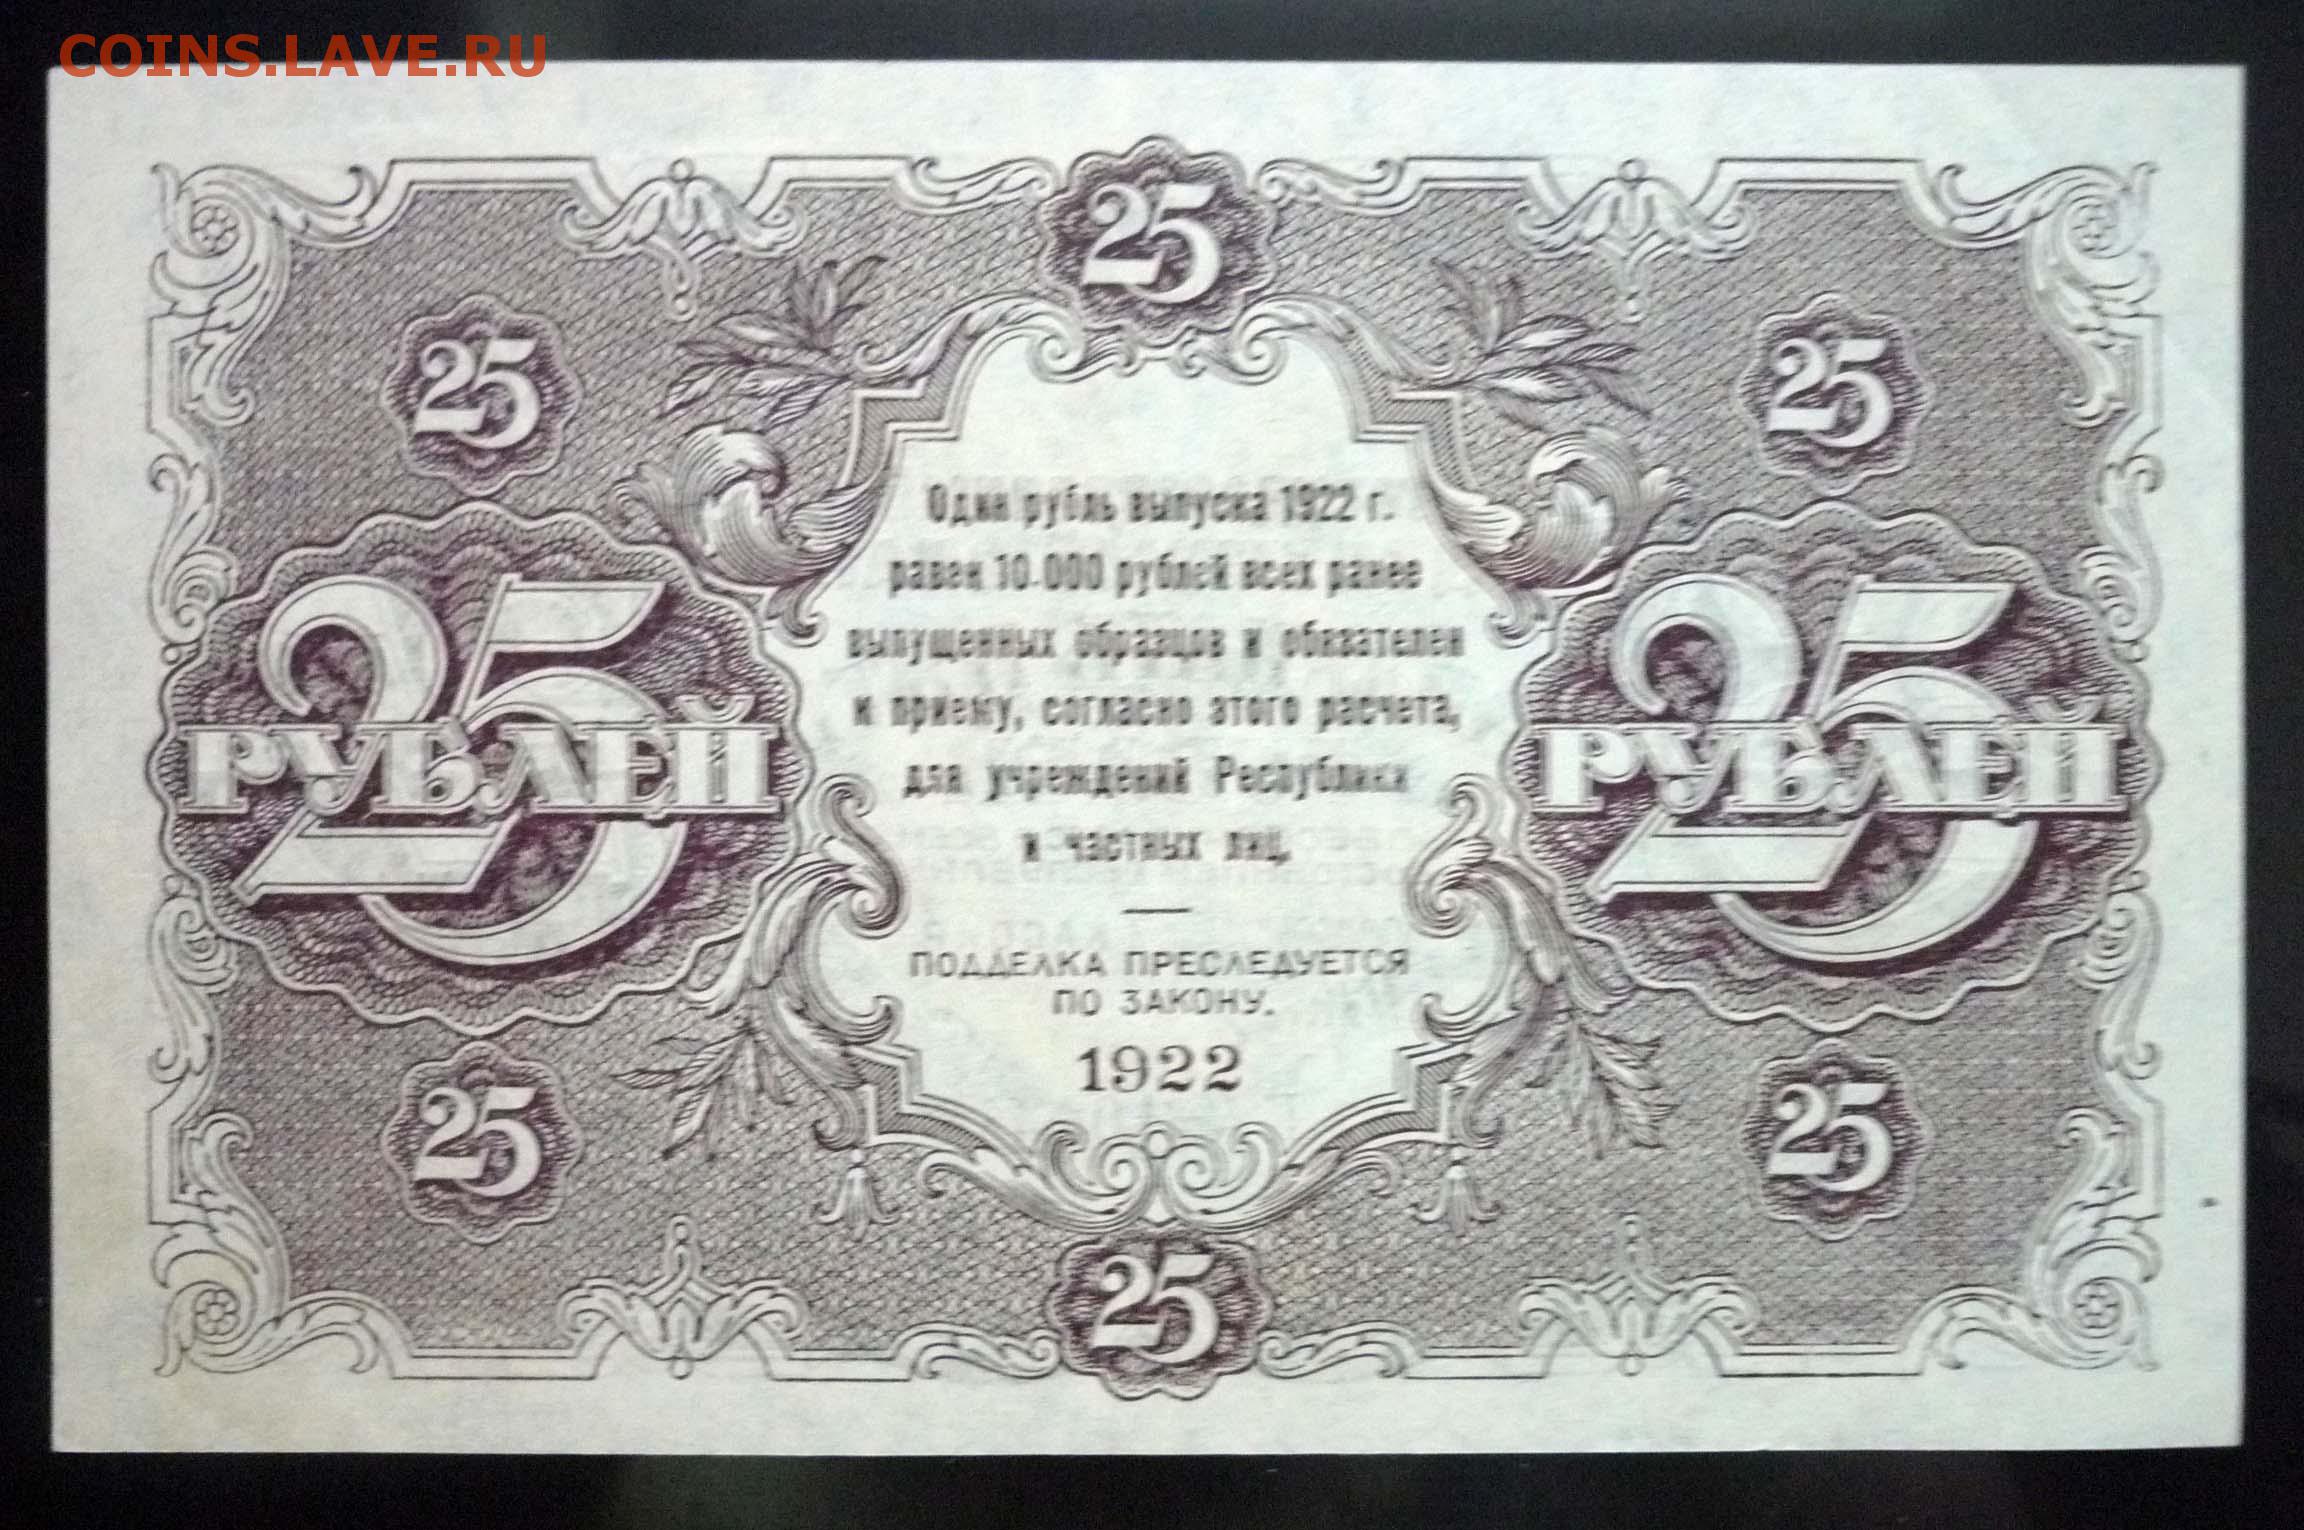 COINS.LAVE.RU
25
25
25
Один рубль выпуска 1922 г.
равен 10.000 рублей всех ранее
выпущенных образцов и обязателен
к приему, согласно этого расчета,
для учреждений Республики
и частных лиц.
25
РУБЛЕЙ
25
РУБЛЕЙ
ПОДДЕЛКА ПРЕСЛЕДУЕТСЯ
ПО ЗАКОНУ.
1922
25
25
25